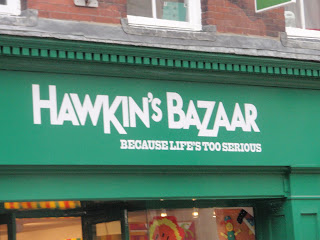 HAWKIN'S BAZAAR
BECAUSE LIFE'S TOO SERIOUS